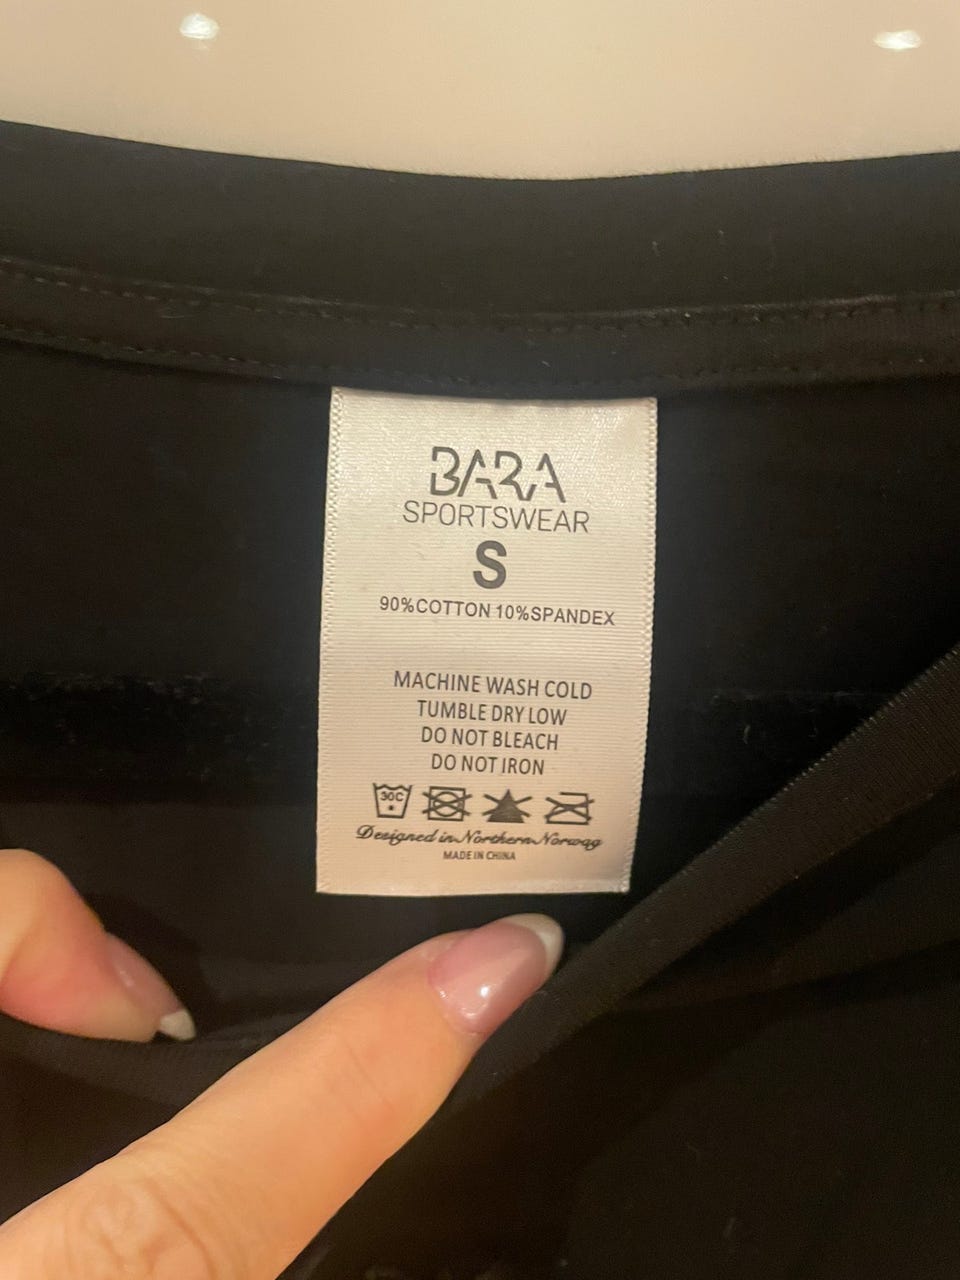 BARA
SPORTSWEAR
S
90%COTTON 10%SPANDEX
MACHINE WASH COLD
TUMBLE DRY LOW
DO NOT BLEACH
DO NOT IRON
30C
Designed in Northern Norway
MADE IN CHINA